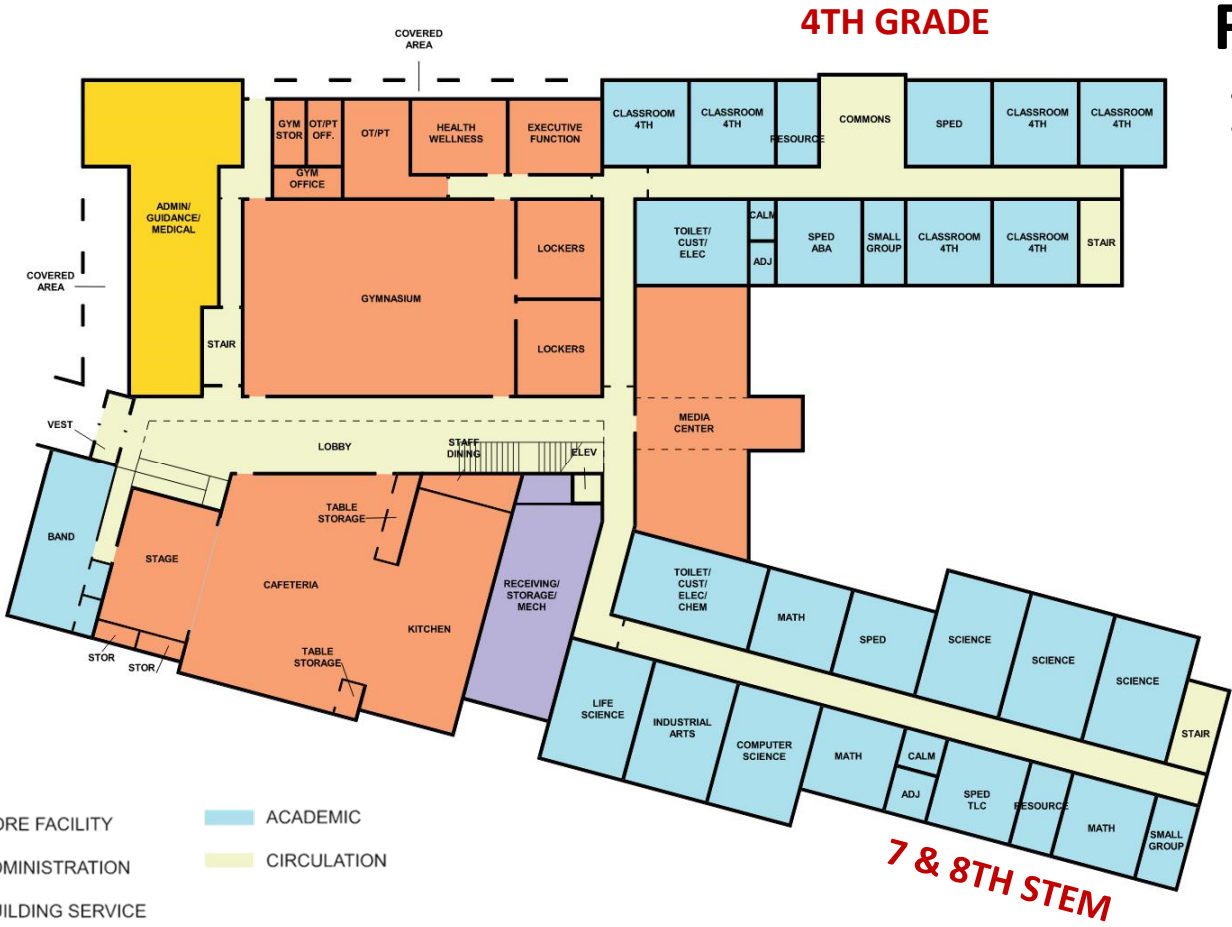 4TH GRADE
COVERED
AREA
GYM
STOR
OT/PT
OFF.
OT/PT
HEALTH
WELLNESS
EXECUTIVE
FUNCTION
CLASSROOM
4TH
CLASSROOM
4TH
RESOURCE
COMMONS
SPED
CLASSROOM
4TH
CLASSROOM
4TH
GYM
OFFICE
ADMIN/
GUIDANCE/
MEDICAL
COVERED
AREA
GYMNASIUM
LOCKERS
LOCKERS
TOILET/
CUST/
ELEC
CALM
ADJ
SPED
ABA
SMALL
GROUP
CLASSROOM
4TH
CLASSROOM
4TH
STAIR
STAIR
MEDIA
CENTER
VEST
LOBBY
STAFF
DINING
ELEV
BAND
STAGE
TABLE
STORAGE
CAFETERIA
KITCHEN
RECEIVING/
STORAGE/
MECH
STOR
STOR
TABLE
STORAGE
TOILET/
CUST/
ELEC/
CHEM
MATH
SPED
SCIENCE
SCIENCE
SCIENCE
STAIR
LIFE
SCIENCE
INDUSTRIAL
ARTS
COMPUTER
SCIENCE
MATH
CALM
ADJ
SPED
TLC
RESOURCE
MATH
SMALL
GROUP
7 & 8TH STEM
ORE FACILITY
DMINISTRATION
UILDING SERVICE
ACADEMIC
CIRCULATION